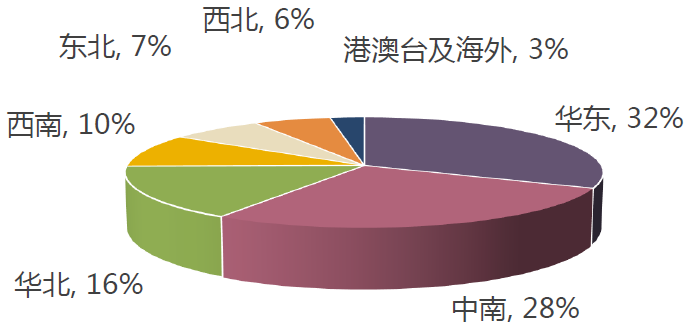 西北, 6%
东北, 7%
港澳台及海外, 3%
西南, 10%
华东, 32%
华北, 16%
中南, 28%